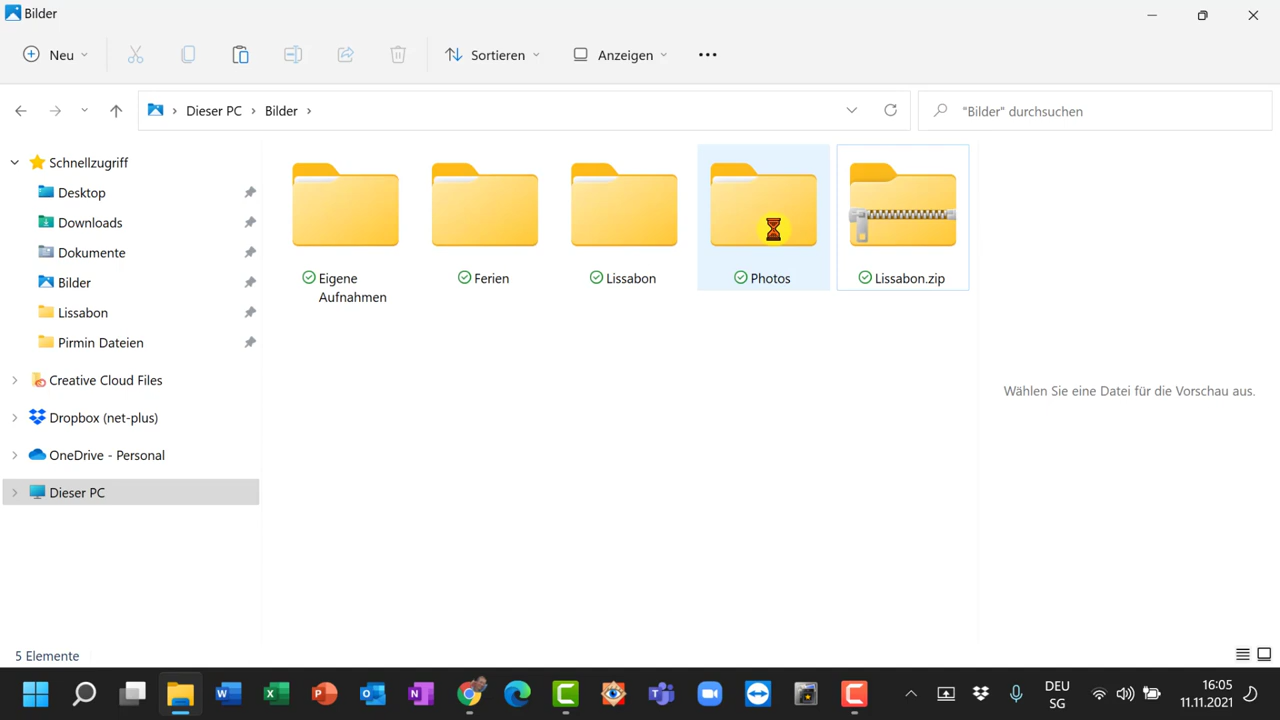 Bilder
Neu
Sortieren
Anzeigen
Dieser PC
Bilder
"Bilder" durchsuchen
Schnellzugriff
Desktop
Downloads
Dokumente
Bilder
Lissabon
Pirmin Dateien
Creative Cloud Files
Dropbox (net-plus)
OneDrive - Personal
Dieser PC
Eigene
Aufnahmen
Ferien
Lissabon
Photos
Lissabon.zip
Wählen Sie eine Datei für die Vorschau aus.
5 Elemente
DEU
SG
16:05
11.11.2021